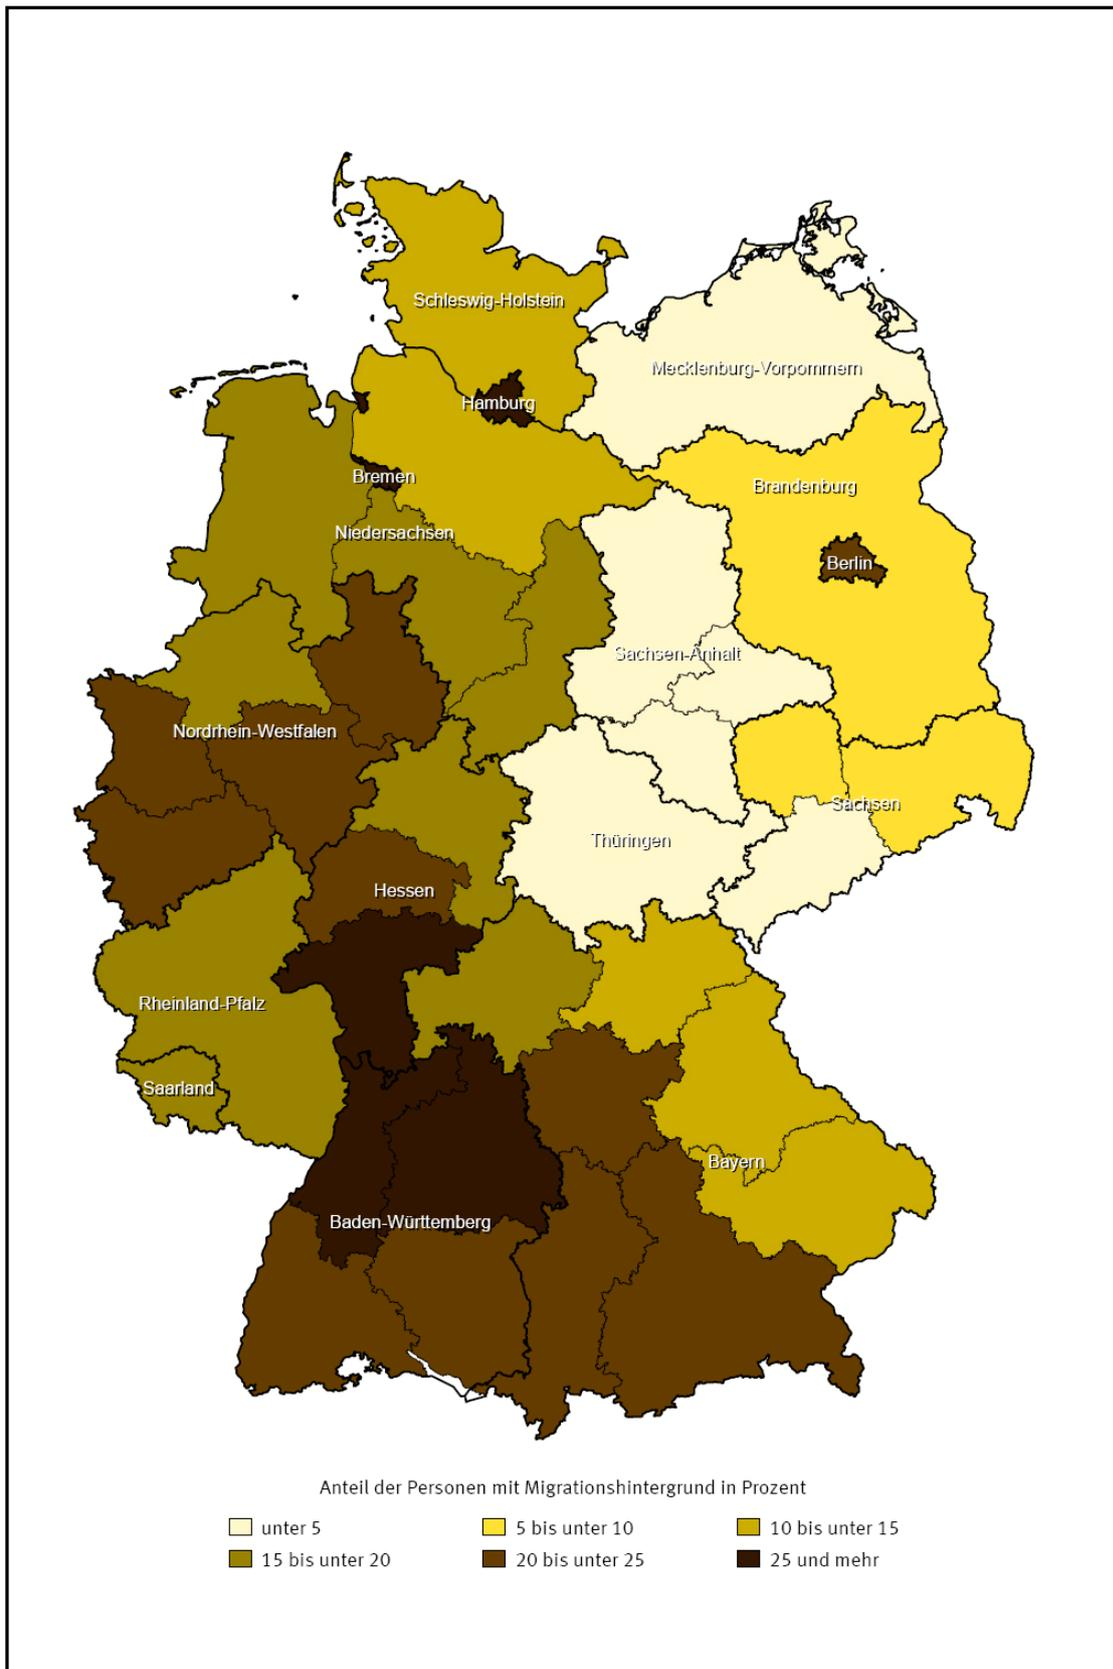 Schleswig-Holstein
Mecklenburg-Vorpommern
Hamburg
Bremen
Brandenburg
Niedersachsen
Berlin
Sachsen-Anhalt
Nordrhein-Westfalen
Sachsen
Thüringen
Hessen
Rheinland-Pfalz
Saarland
Bayern
Baden-Württemberg
Anteil der Personen mit Migrationshintergrund in Prozent
unter 5 5 bis unter 10 10 bis unter 15
15 bis unter 20 20 bis unter 25 25 und mehr